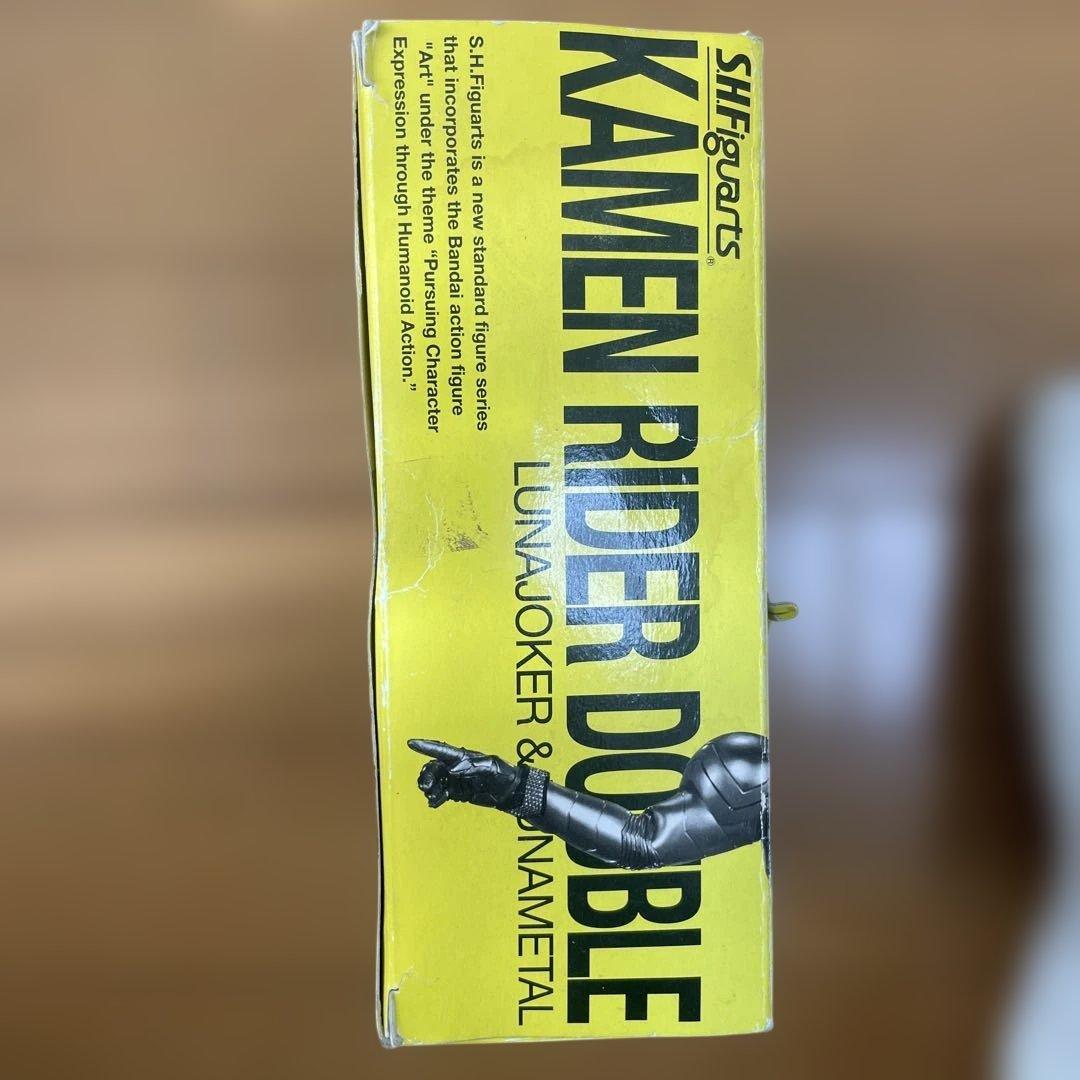 S.H.Figuarts®
KAMEN RIDER DOUBLE
LUNAJOKER & LUNAMETAL
S.H.Figuarts is a new standard figure series
that incorporates the Bandai action figure
"Art" under the theme “Pursuing Character
Expression through Humanoid Action.”